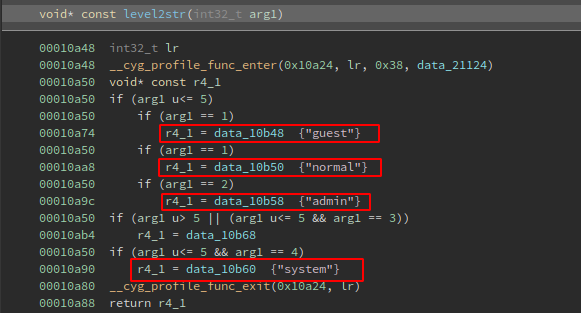 void* const level2str(int32_t arg1)
00010a48 int32_t lr
00010a48 __cyg_profile_func_enter(0x10a24, lr, 0x38, data_21124)
00010a50 void* const r4_1
00010a50 if (arg1 u<= 5)
00010a50 if (arg1 == 1)
00010a74 r4_1 = data_10b48 {"guest"}
00010a50 if (arg1 == 1)
00010aa8 r4_1 = data_10b50 {"normal"}
00010a50 if (arg1 == 2)
00010a9c r4_1 = data_10b58 {"admin"}
00010a50 if (arg1 u> 5 || (arg1 u<= 5 && arg1 == 3))
00010ab4 r4_1 = data_10b68
00010a50 if (arg1 u<= 5 && arg1 == 4)
00010a90 r4_1 = data_10b60 {"system"}
00010a80 __cyg_profile_func_exit(0x10a24, lr)
00010a88 return r4_1